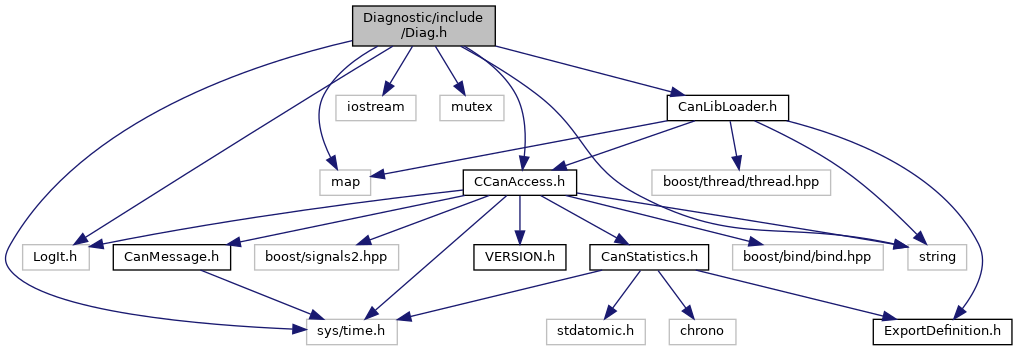 Diagnostic/include
/Diag.h
iostream
mutex
CanLibLoader.h
map
CCanAccess.h
boost/thread/thread.hpp
LogIt.h
CanMessage.h
boost/signals2.hpp
VERSION.h
CanStatistics.h
boost/bind/bind.hpp
string
sys/time.h
stdatomic.h
chrono
ExportDefinition.h